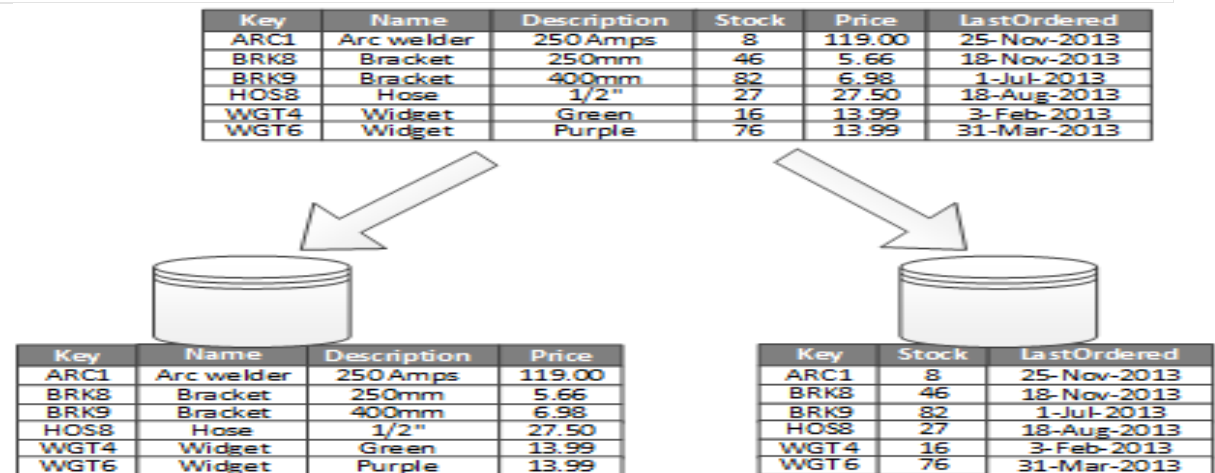 Key Name Description Stock Price LastOrdered
ARC1 Arc welder 250 Amps 8 119.00 25-Nov-2013
BRK8 Bracket 250mm 46 5.66 18-Nov-2013
BRK9 Bracket 400mm 82 6.98 1-Jul-2013
HOS8 Hose 1/2" 27 27.50 18-Aug-2013
WGT4 Widget Green 16 13.99 3-Feb-2013
WGT6 Widget Purple 76 13.99 31-Mar-2013
Key Name Description Price
ARC1 Arc welder 250 Amps 119.00
BRK8 Bracket 250mm 5.66
BRK9 Bracket 400mm 6.98
HOS8 Hose 1/2" 27.50
WGT4 Widget Green 13.99
WGT6 Widget Purple 13.99
Key Stock LastOrdered
ARC1 8 25-Nov-2013
BRK8 46 18-Nov-2013
BRK9 82 1-Jul-2013
HOS8 27 18-Aug-2013
WGT4 16 3-Feb-2013
WGT6 76 31-Mar-2013